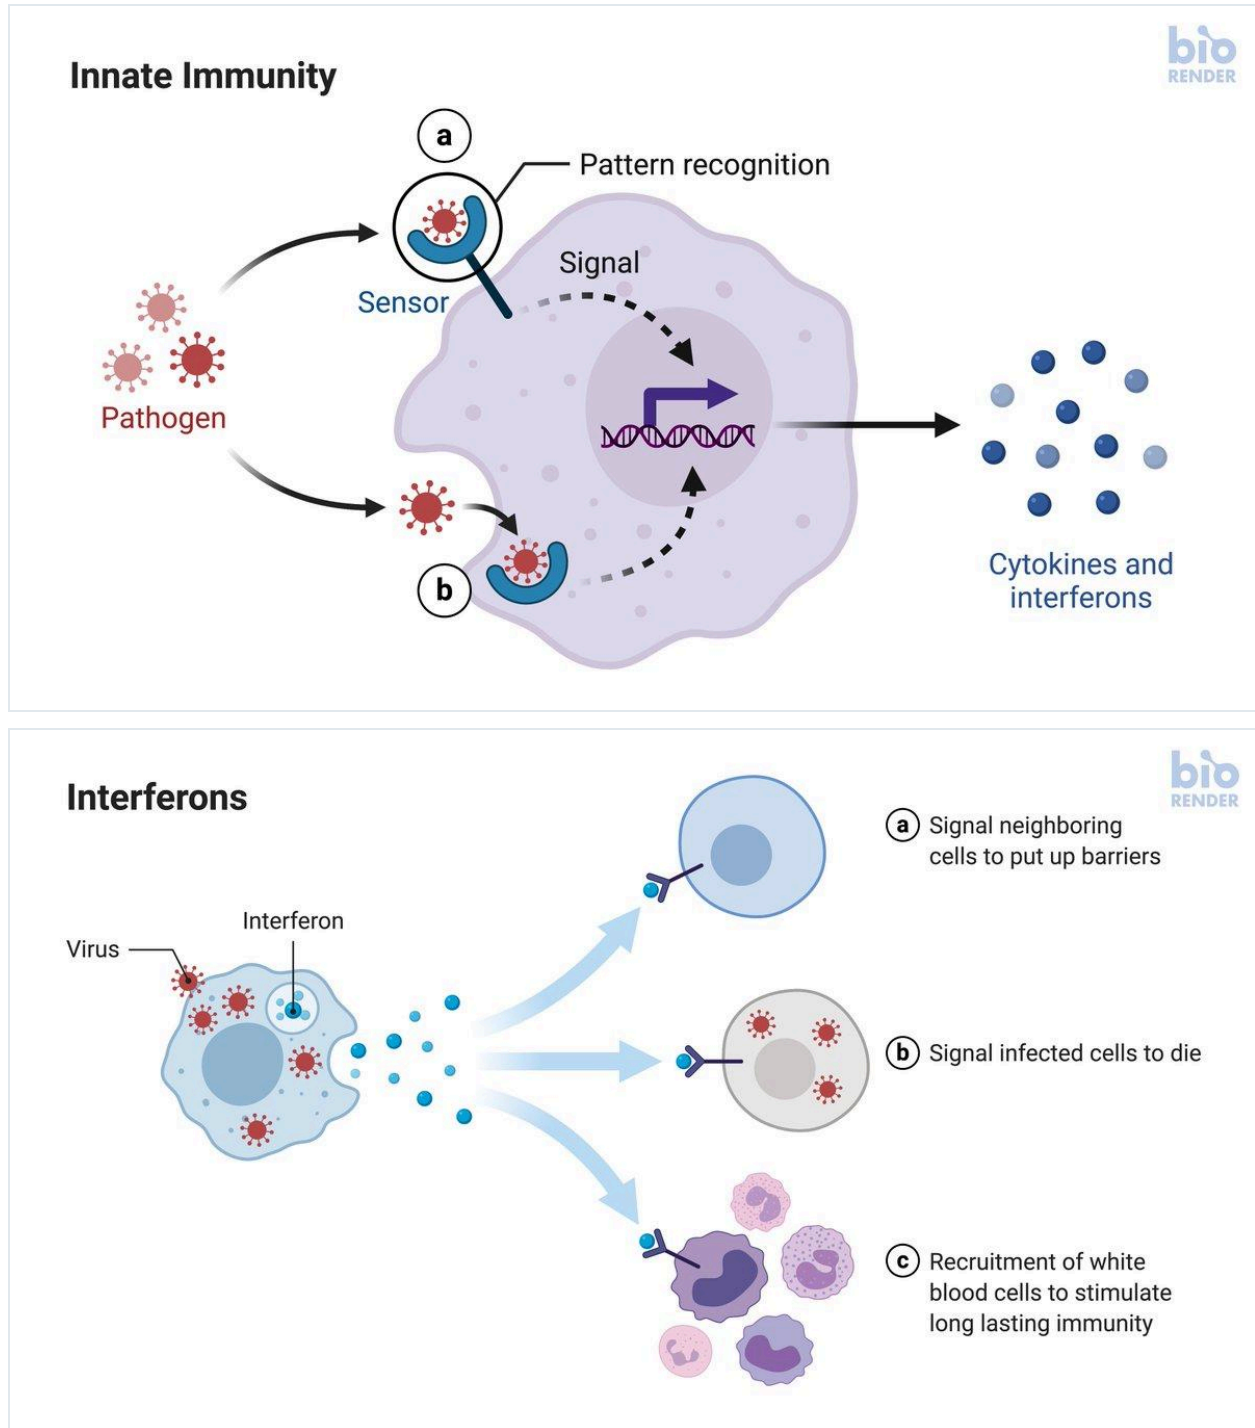 Innate Immunity
bio
RENDER
a
Pattern recognition
Signal
Sensor
Pathogen
b
Cytokines and
interferons
Interferons
bio
RENDER
a Signal neighboring
cells to put up barriers
Interferon
Virus
b Signal infected cells to die
c Recruitment of white
blood cells to stimulate
long lasting immunity